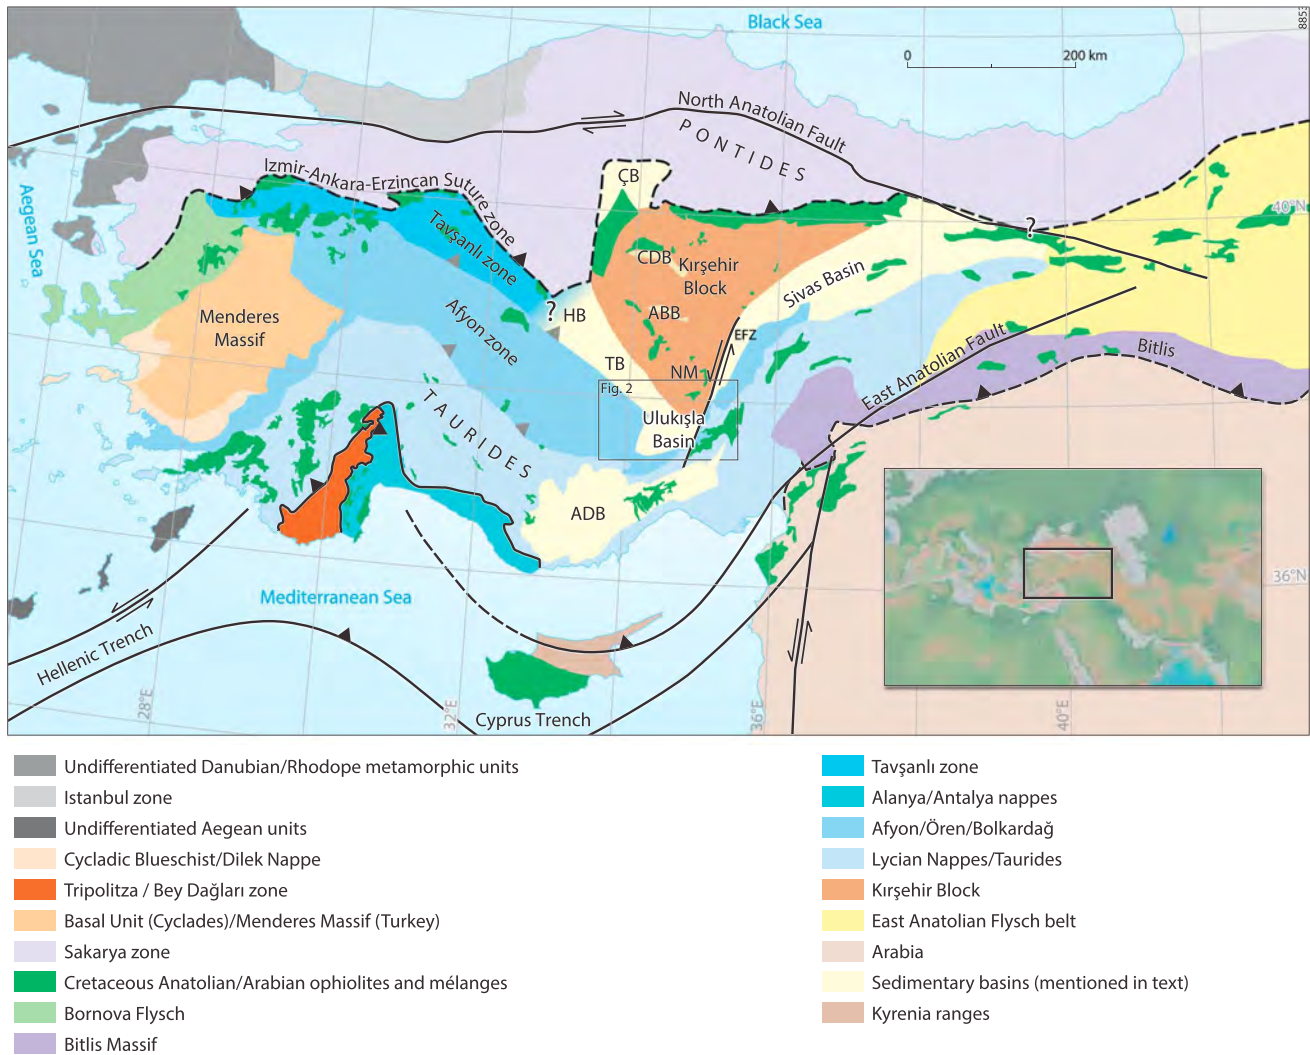 Black Sea
8853
0 200 km
North Anatolian Fault
PONTIDES
Izmir-Ankara-Erzincan Suture zone
ÇB
Aegean Sea
40°N
?
Tavşanlı zone
CDB
Kırşehir
Block
Sivas Basin
Menderes
Massif
? HB
ABB
Afyon zone
EFZ
East Anatolian Fault
Bitlis
TB
NM
Fig. 2
TAURIDES
Ulukışla
Basin
ADB
36°N
Mediterranean Sea
Hellenic Trench
28°E
32°E
Cyprus Trench
36°E
40°E
Undifferentiated Danubian/Rhodope metamorphic units
Istanbul zone
Undifferentiated Aegean units
Cycladic Blueschist/Dilek Nappe
Tripolitza / Bey Dağları zone
Basal Unit (Cyclades)/Menderes Massif (Turkey)
Sakarya zone
Cretaceous Anatolian/Arabian ophiolites and mélanges
Bornova Flysch
Bitlis Massif
Tavşanlı zone
Alanya/Antalya nappes
Afyon/Ören/Bolkardağ
Lycian Nappes/Taurides
Kırşehir Block
East Anatolian Flysch belt
Arabia
Sedimentary basins (mentioned in text)
Kyrenia ranges